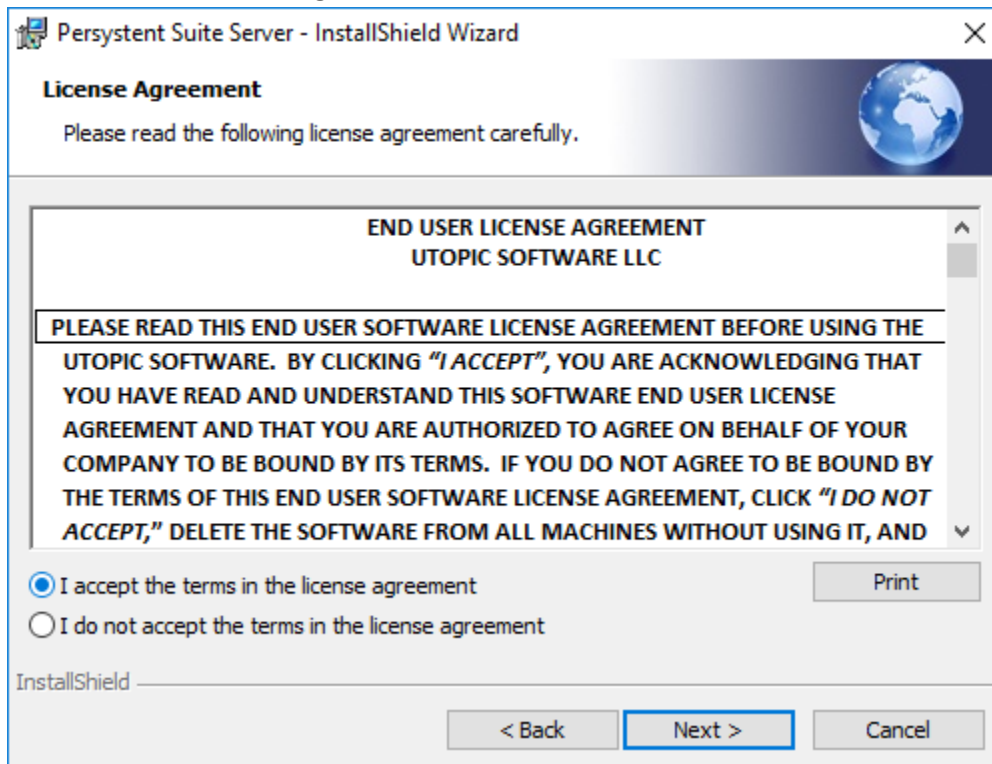 Persystent Suite Server - InstallShield Wizard
License Agreement
Please read the following license agreement carefully.
END USER LICENSE AGREEMENT
UTOPIC SOFTWARE LLC
PLEASE READ THIS END USER SOFTWARE LICENSE AGREEMENT BEFORE USING THE
UTOPIC SOFTWARE.  BY CLICKING “I ACCEPT”, YOU ARE ACKNOWLEDGING THAT
YOU HAVE READ AND UNDERSTAND THIS SOFTWARE END USER LICENSE
AGREEMENT AND THAT YOU ARE AUTHORIZED TO AGREE ON BEHALF OF YOUR
COMPANY TO BE BOUND BY ITS TERMS.  IF YOU DO NOT AGREE TO BE BOUND BY
THE TERMS OF THIS END USER SOFTWARE LICENSE AGREEMENT, CLICK “I DO NOT
ACCEPT,” DELETE THE SOFTWARE FROM ALL MACHINES WITHOUT USING IT, AND
I accept the terms in the license agreement
Print
I do not accept the terms in the license agreement
InstallShield
< Back
Next >
Cancel